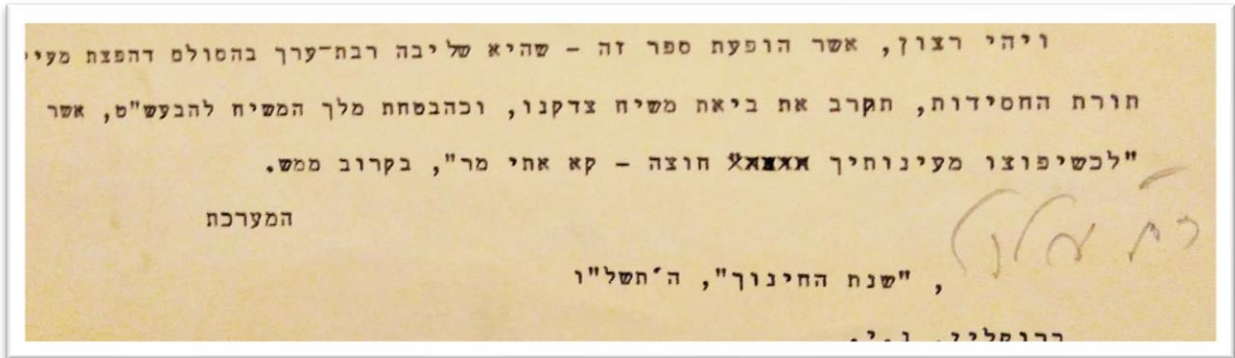 ויהי רצון, אשר הופעת ספר זה - שהיא שליבה רבת-ערך בהסולם דהפצת
תורת החסידות, תקרב את ביאת משיח צדקנו, וכהבטחת מלך המשיח להבעש"ט, אשר
"לכשיפוצו מעינותיך חוצה - קא אתי מר", בקרוב ממש.
המערכת
, "שנת החינוך", ה'תשל"ו
ברוקלין, נ.י.